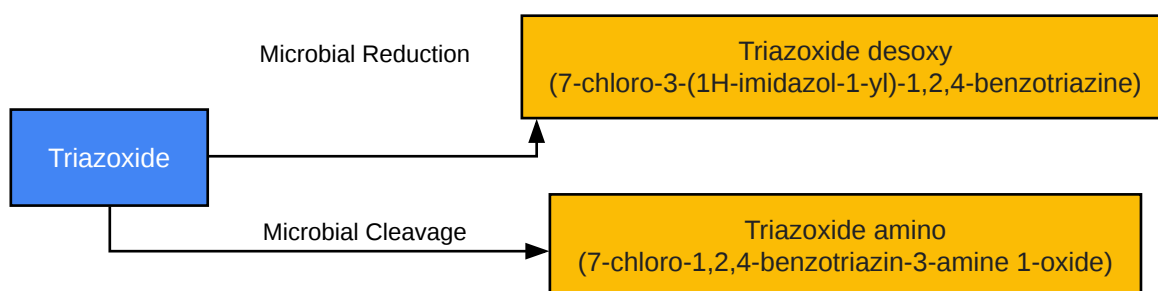 Microbial Reduction
Triazoxide desoxy
(7-chloro-3-(1H-imidazol-1-yl)-1,2,4-benzotriazine)
Triazoxide
Microbial Cleavage
Triazoxide amino
(7-chloro-1,2,4-benzotriazin-3-amine 1-oxide)